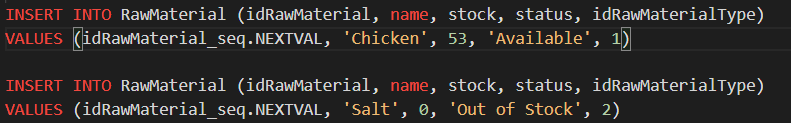 INSERT INTO RawMaterial (idRawMaterial, name, stock, status, idRawMaterialType)
VALUES (idRawMaterial_seq.NEXTVAL, 'Chicken', 53, 'Available', 1)
INSERT INTO RawMaterial (idRawMaterial, name, stock, status, idRawMaterialType)
VALUES (idRawMaterial_seq.NEXTVAL, 'Salt', 0, 'Out of Stock', 2)